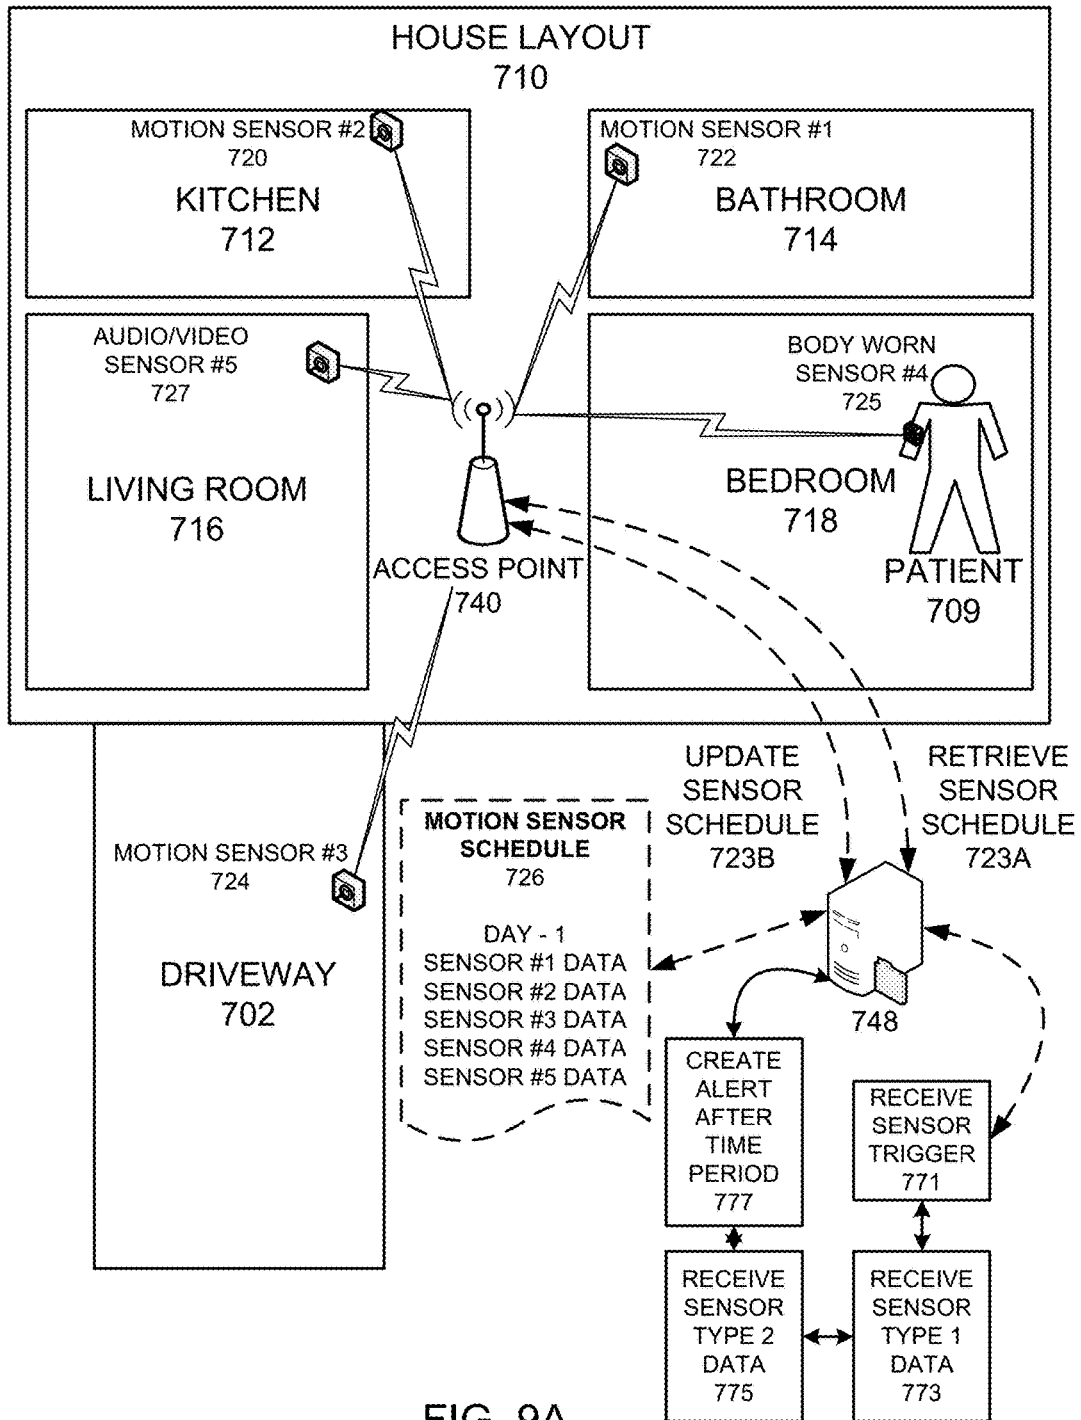 HOUSE LAYOUT
710
MOTION SENSOR #2
720
KITCHEN
712
MOTION SENSOR #1
722
BATHROOM
714
AUDIO/VIDEO
SENSOR #5
727
LIVING ROOM
716
BODY WORN
SENSOR #4
725
BEDROOM
718
PATIENT
709
ACCESS POINT
740
MOTION SENSOR #3
724
DRIVEWAY
702
MOTION SENSOR
SCHEDULE
726
DAY - 1
SENSOR #1 DATA
SENSOR #2 DATA
SENSOR #3 DATA
SENSOR #4 DATA
SENSOR #5 DATA
UPDATE
SENSOR
SCHEDULE
723B
RETRIEVE
SENSOR
SCHEDULE
723A
748
CREATE
ALERT
AFTER
TIME
PERIOD
777
RECEIVE
SENSOR
TRIGGER
771
RECEIVE
SENSOR
TYPE 2
DATA
775
RECEIVE
SENSOR
TYPE 1
DATA
773
FIG. 9A